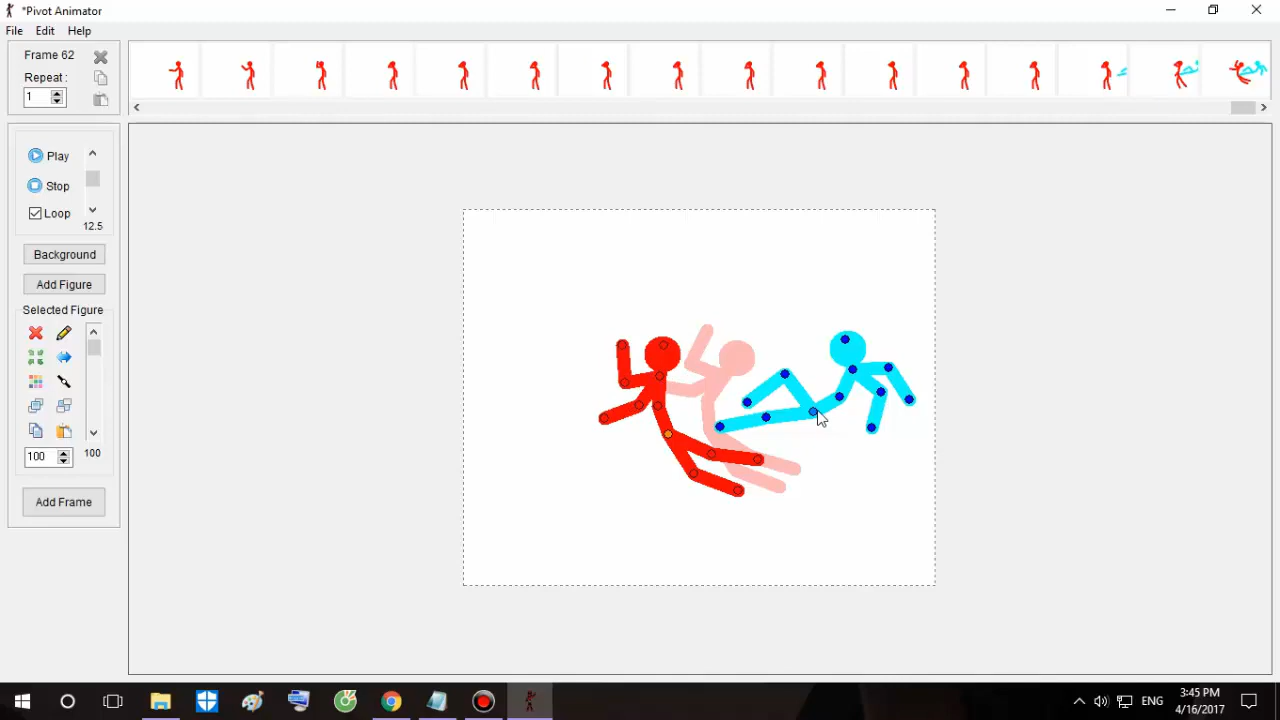 *Pivot Animator
File Edit Help
Frame 62
Repeat :
1
Play
Stop
Loop
12.5
Background
Add Figure
Selected Figure
100
100
Add Frame
ENG
3:45 PM
4/16/2017